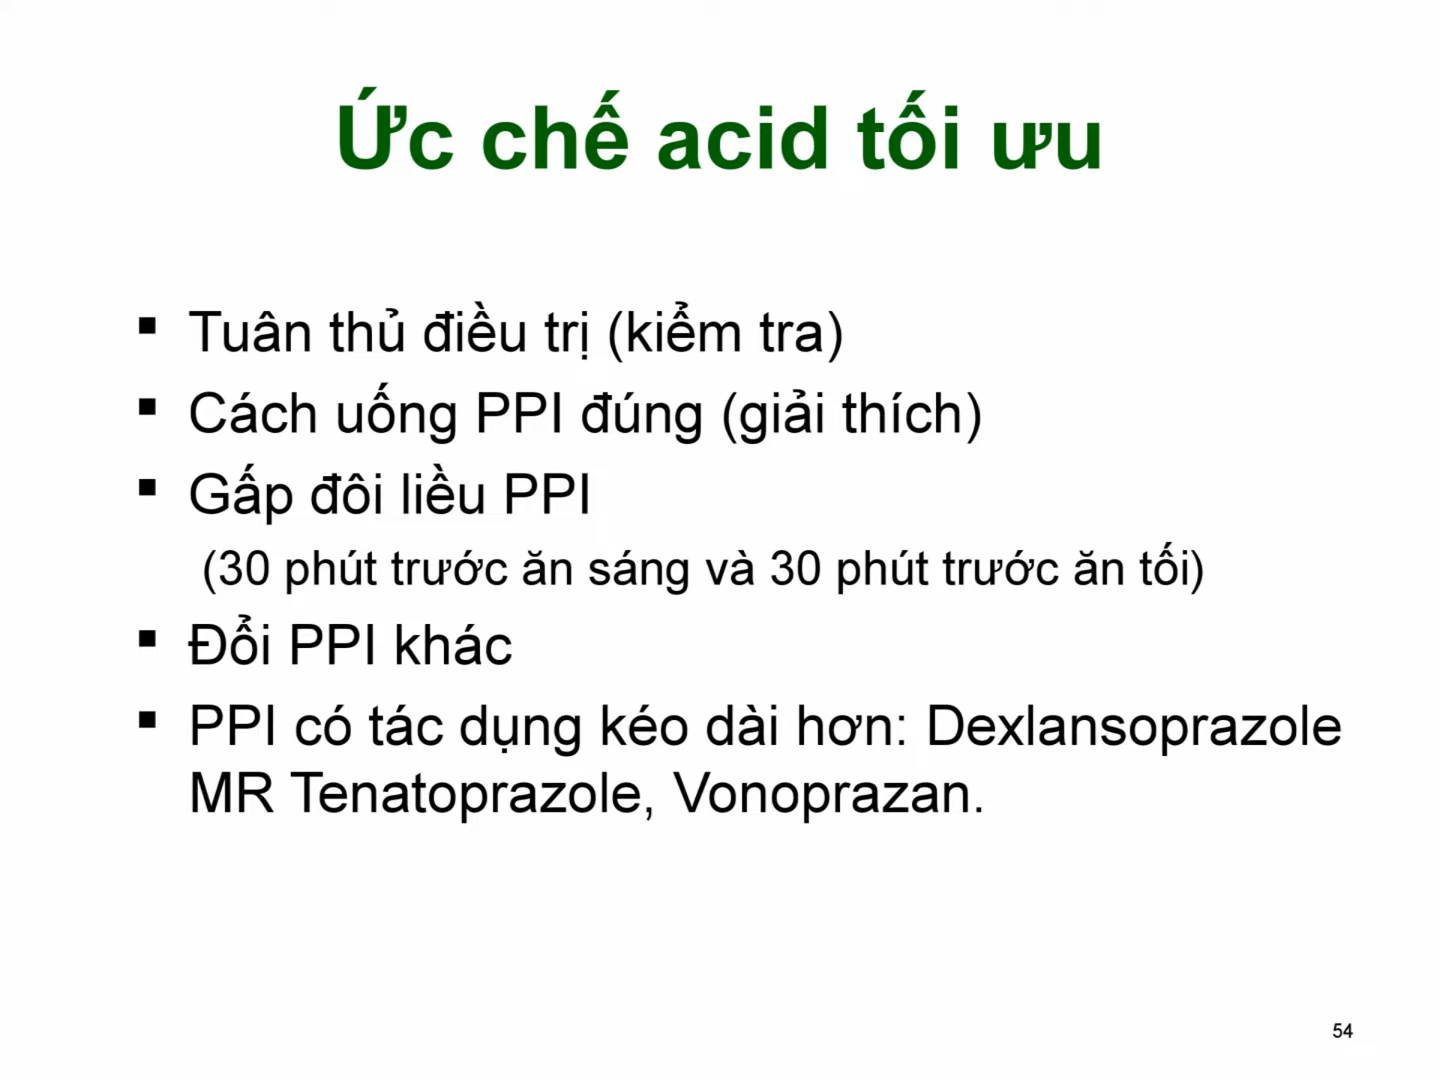 Ức chế acid tối ưu
▪ Tuân thủ điều trị (kiểm tra)
▪ Cách uống PPI đúng (giải thích)
▪ Gấp đôi liều PPI
(30 phút trước ăn sáng và 30 phút trước ăn tối)
▪ Đổi PPI khác
▪ PPI có tác dụng kéo dài hơn: Dexlansoprazole
MR Tenatoprazole, Vonoprazan.
54